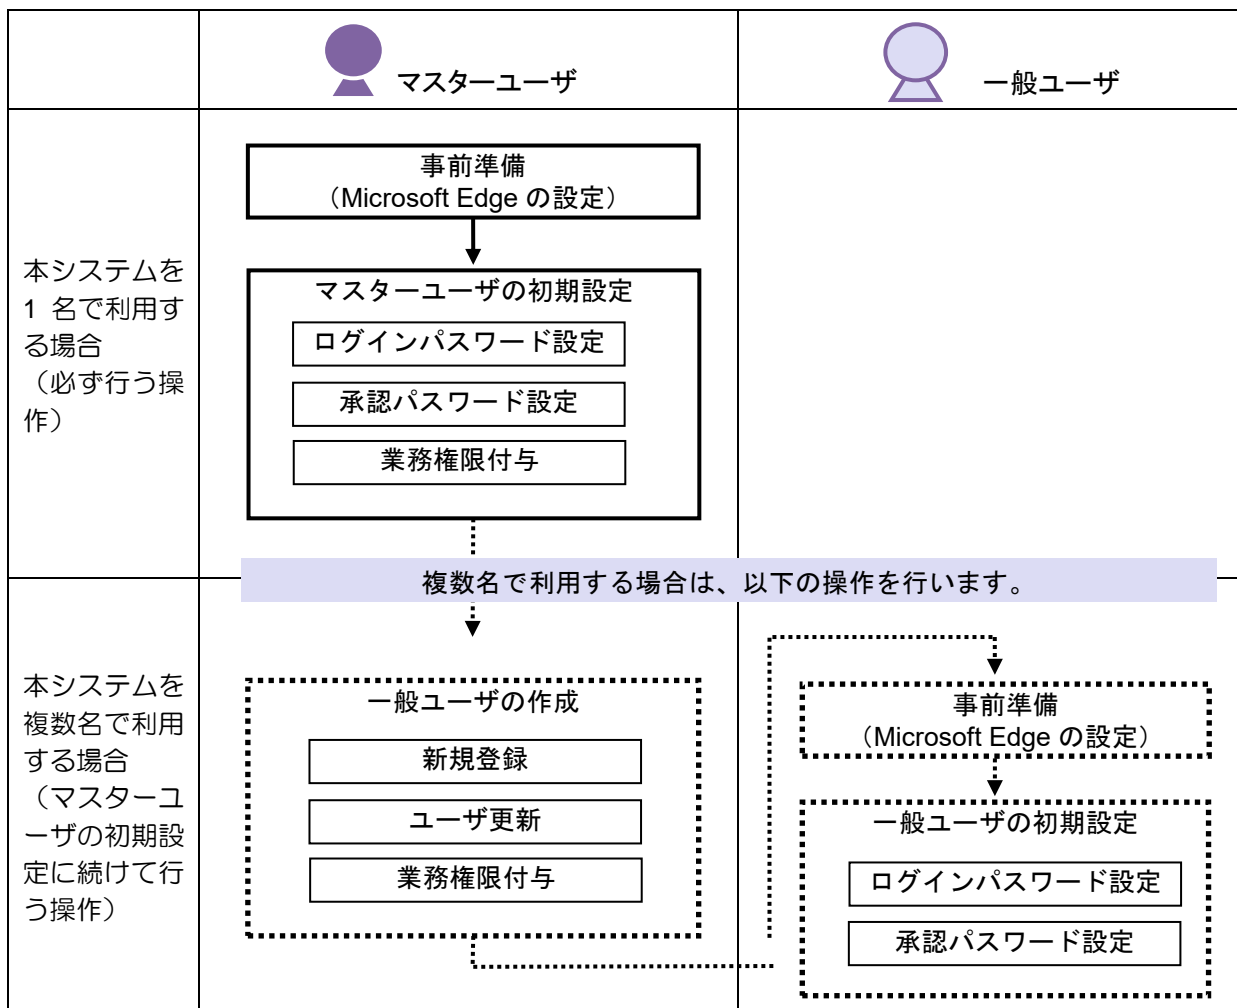 マスターユーザ
一般ユーザ
本システムを
1 名で利用す
る場合
（必ず行う操
作）
事前準備
（Microsoft Edge の設定）
マスターユーザの初期設定
ログインパスワード設定
承認パスワード設定
業務権限付与
複数名で利用する場合は、以下の操作を行います。
本システムを
複数名で利用
する場合
（マスターユ
ーザの初期設
定に続けて行
う操作）
一般ユーザの作成
新規登録
ユーザ更新
業務権限付与
事前準備
（Microsoft Edge の設定）
一般ユーザの初期設定
ログインパスワード設定
承認パスワード設定